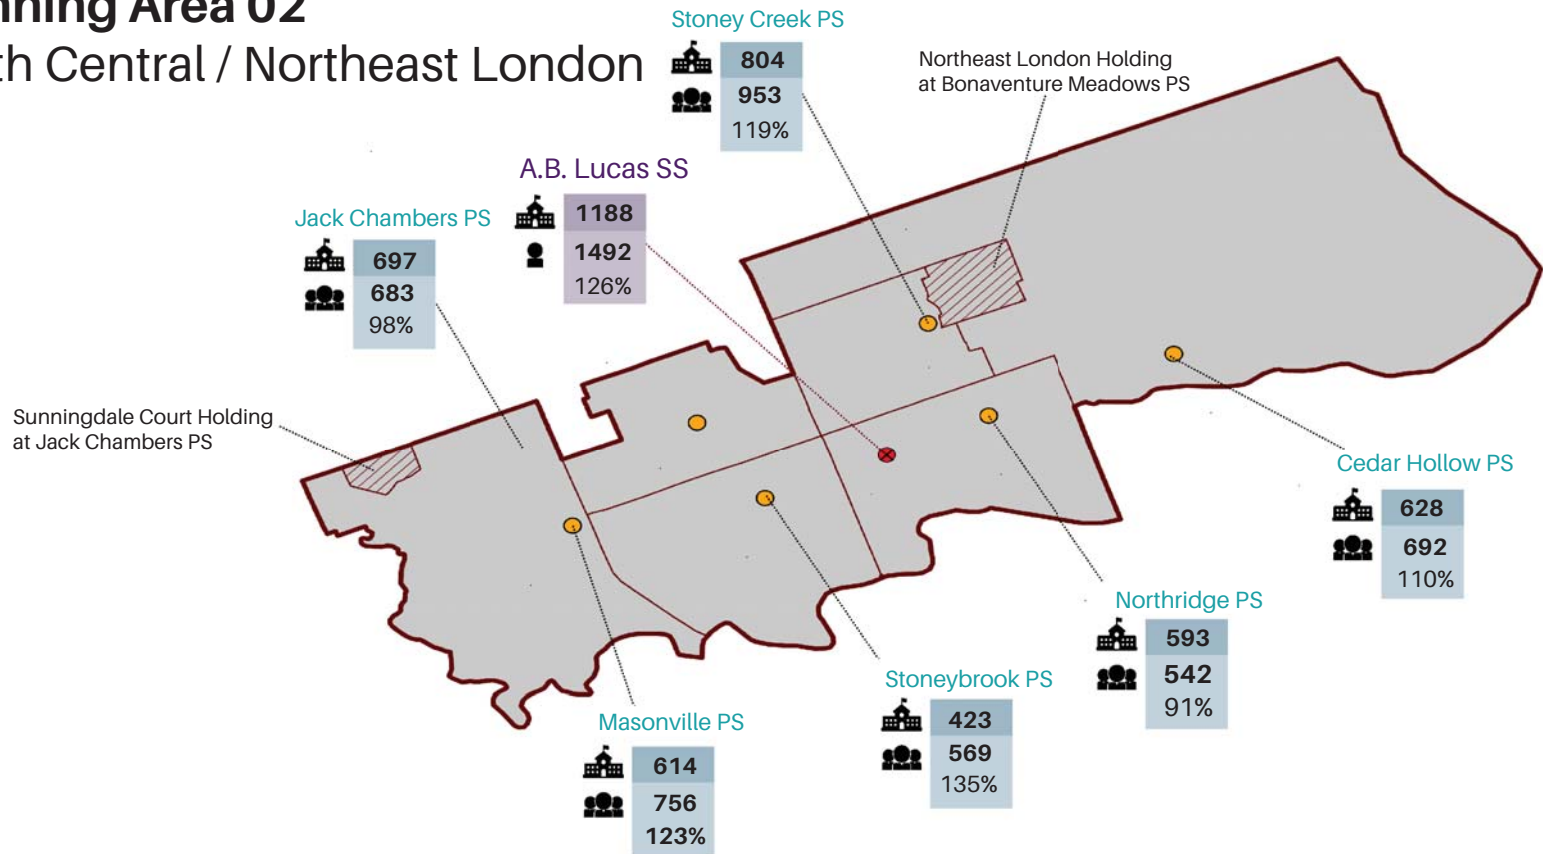 nning Area 02
th Central / Northeast London
Stoney Creek PS
804
953
119%
Northeast London Holding
at Bonaventure Meadows PS
A.B. Lucas SS
1188
1492
126%
Jack Chambers PS
697
683
98%
Sunningdale Court Holding
at Jack Chambers PS
Cedar Hollow PS
628
692
110%
Northridge PS
593
542
91%
Stoneybrook PS
423
569
135%
Masonville PS
614
756
123%